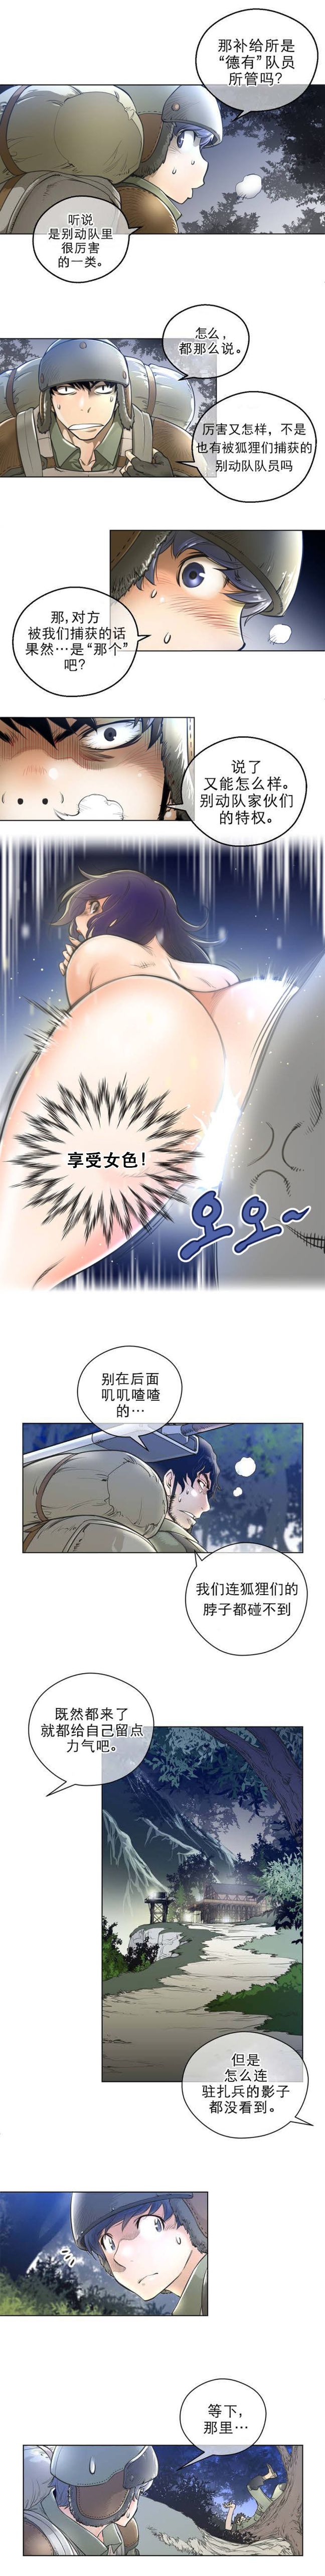 那补给所是
“德有”队员
所管吗?
听说
是别动队里
很厉害
的一类。
怎么,
都那么说。
厉害又怎样，不是
也有被狐狸们捕获的
别动队队员吗
那,对方
被我们捕获的话
果然…是“那个”
吧?
说了
又能怎么样。
别动队家伙们
的特权。
享受女色!
오오~
别在后面
叽叽喳喳
的…
我们连狐狸们的
脖子都碰不到
既然都来了
就都给自己留点
力气吧。
但是
怎么连
驻扎兵的影子
都没看到。
等下,
那里…